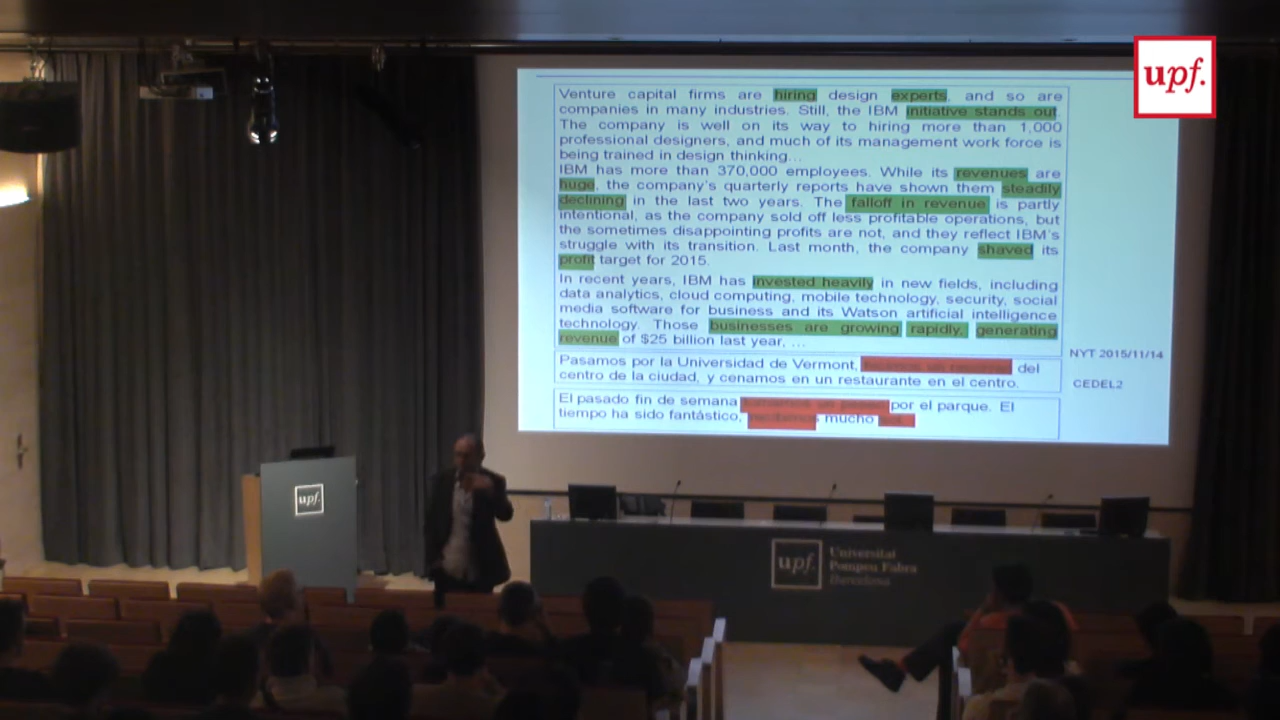 upf.
Venture capital firms are hiring design experts, and so are
companies in many industries. Still, the IBM initiative stands out.
The company is well on its way to hiring more than 1,000
professional designers, and much of its management work force is
being trained in design thinking...
IBM has more than 370,000 employees. While its revenues are
huge, the company's quarterly reports have shown them steadily
declining in the last two years. The falloff in revenue is partly
intentional, as the company sold off less profitable operations, but
the sometimes disappointing profits are not, and they reflect IBM's
struggle with its transition. Last month, the company shaved its
profit target for 2015.
In recent years, IBM has invested heavily in new fields, including
data analytics, cloud computing, mobile technology, security, social
media software for business and its Watson artificial intelligence
technology. Those businesses are growing rapidly, generating
revenue of $25 billion last year, ...
NYT 2015/11/14
Pasamos por la Universidad de Vermont, del
centro de la ciudad, y cenamos en un restaurante en el centro.
CEDEL2
El pasado fin de semana por el parque. El
tiempo ha sido fantástico, mucho
upf.
upf.
Universitat
Pompeu Fabra
Barcelona